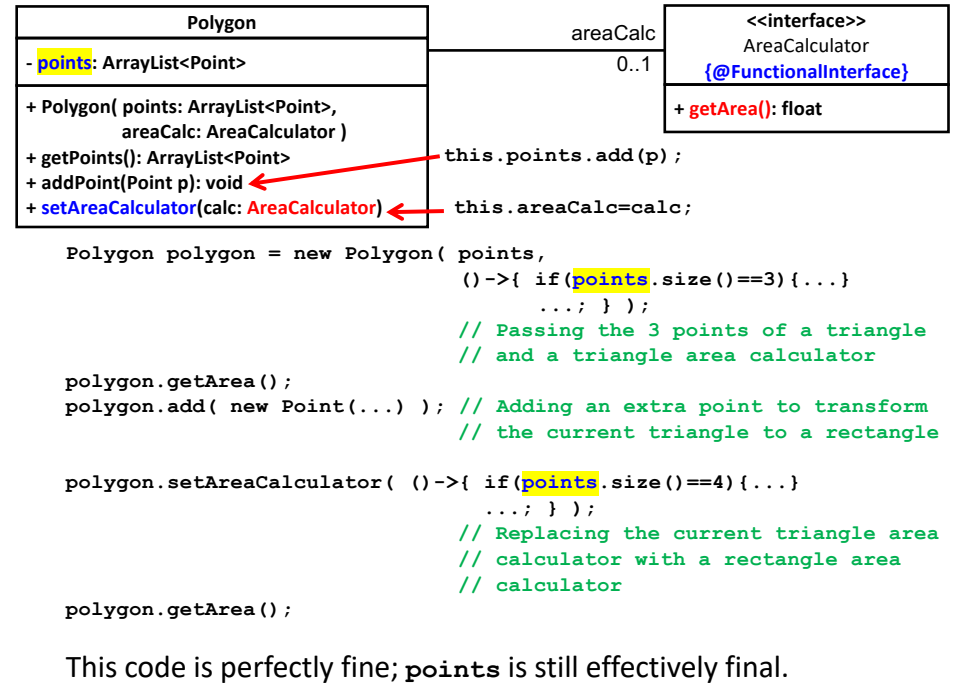 Polygon
- points: ArrayList<Point>
+ Polygon( points: ArrayList<Point>,
areaCalc: AreaCalculator )
+ getPoints(): ArrayList<Point>
+ addPoint(Point p): void
+ setAreaCalculator(calc: AreaCalculator)
areaCalc
0..1
<<interface>>
AreaCalculator
{@FunctionalInterface}
+ getArea(): float
this.points.add(p);
this.areaCalc=calc;
Polygon polygon = new Polygon( points,
()->{ if(points.size()==3){...}
...; } );
// Passing the 3 points of a triangle
// and a triangle area calculator
polygon.getArea();
polygon.add( new Point(...) ); // Adding an extra point to transform
// the current triangle to a rectangle
polygon.setAreaCalculator( ()->{ if(points.size()==4){...}
...; } );
// Replacing the current triangle area
// calculator with a rectangle area
// calculator
polygon.getArea();
This code is perfectly fine; points is still effectively final.